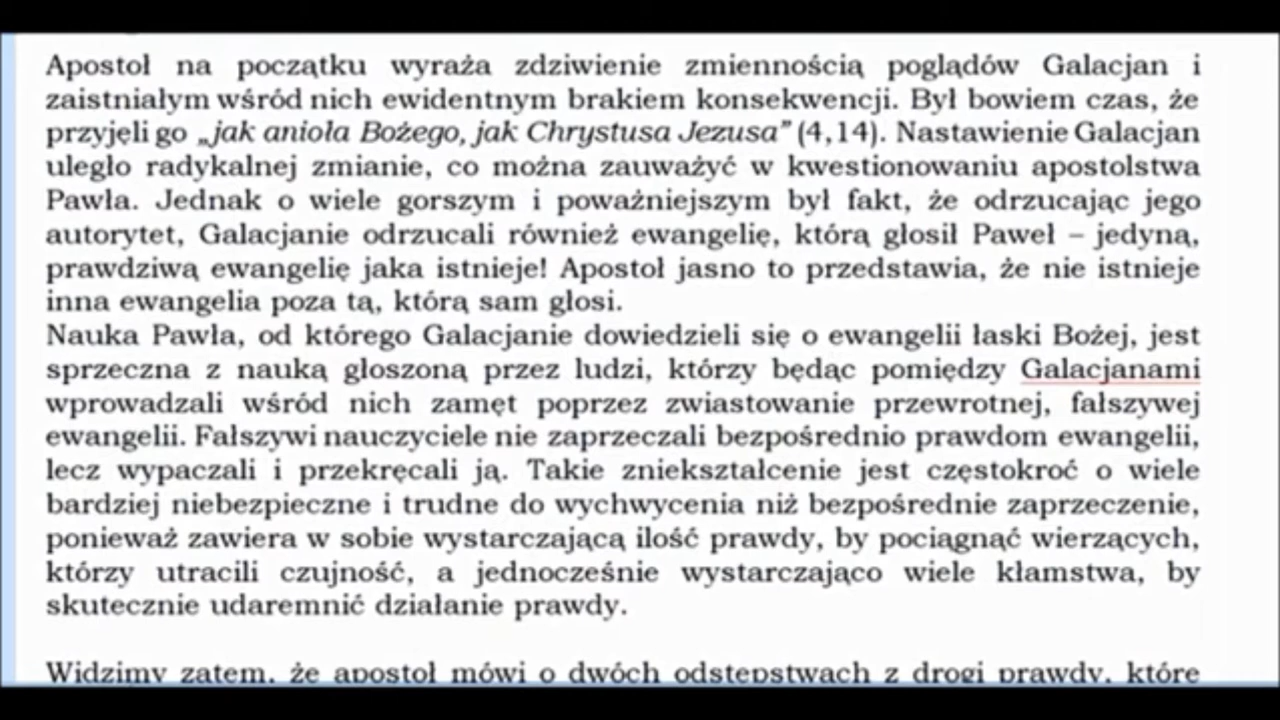 Apostoł na początku wyraża zdziwienie zmiennością poglądów Galacjan i
zaistniałym wśród nich ewidentnym brakiem konsekwencji. Był bowiem czas, że
przyjęli go „jak anioła Bożego, jak Chrystusa Jezusa” (4,14). Nastawienie Galacjan
uległo radykalnej zmianie, co można zauważyć w kwestionowaniu apostolstwa
Pawła. Jednak o wiele gorszym i poważniejszym był fakt, że odrzucając jego
autorytet, Galacjanie odrzucali również ewangelię, którą głosił Paweł – jedyną,
prawdziwą ewangelię jaka istnieje! Apostoł jasno to przedstawia, że nie istnieje
inna ewangelia poza tą, którą sam głosi.
Nauka Pawła, od którego Galacjanie dowiedzieli się o ewangelii łaski Bożej, jest
sprzeczna z nauką głoszoną przez ludzi, którzy będąc pomiędzy Galacjanami
wprowadzali wśród nich zamęt poprzez zwiastowanie przewrotnej, fałszywej
ewangelii. Fałszywi nauczyciele nie zaprzeczali bezpośrednio prawdom ewangelii,
lecz wypaczali i przekręcali ją. Takie zniekształcenie jest częstokroć o wiele
bardziej niebezpieczne i trudne do wychwycenia niż bezpośrednie zaprzeczenie,
ponieważ zawiera w sobie wystarczającą ilość prawdy, by pociągnąć wierzących,
którzy utracili czujność, a jednocześnie wystarczająco wiele kłamstwa, by
skutecznie udaremnić działanie prawdy.
Widzimy zatem, że apostoł mówi o dwóch odstępstwach z drogi prawdy, które